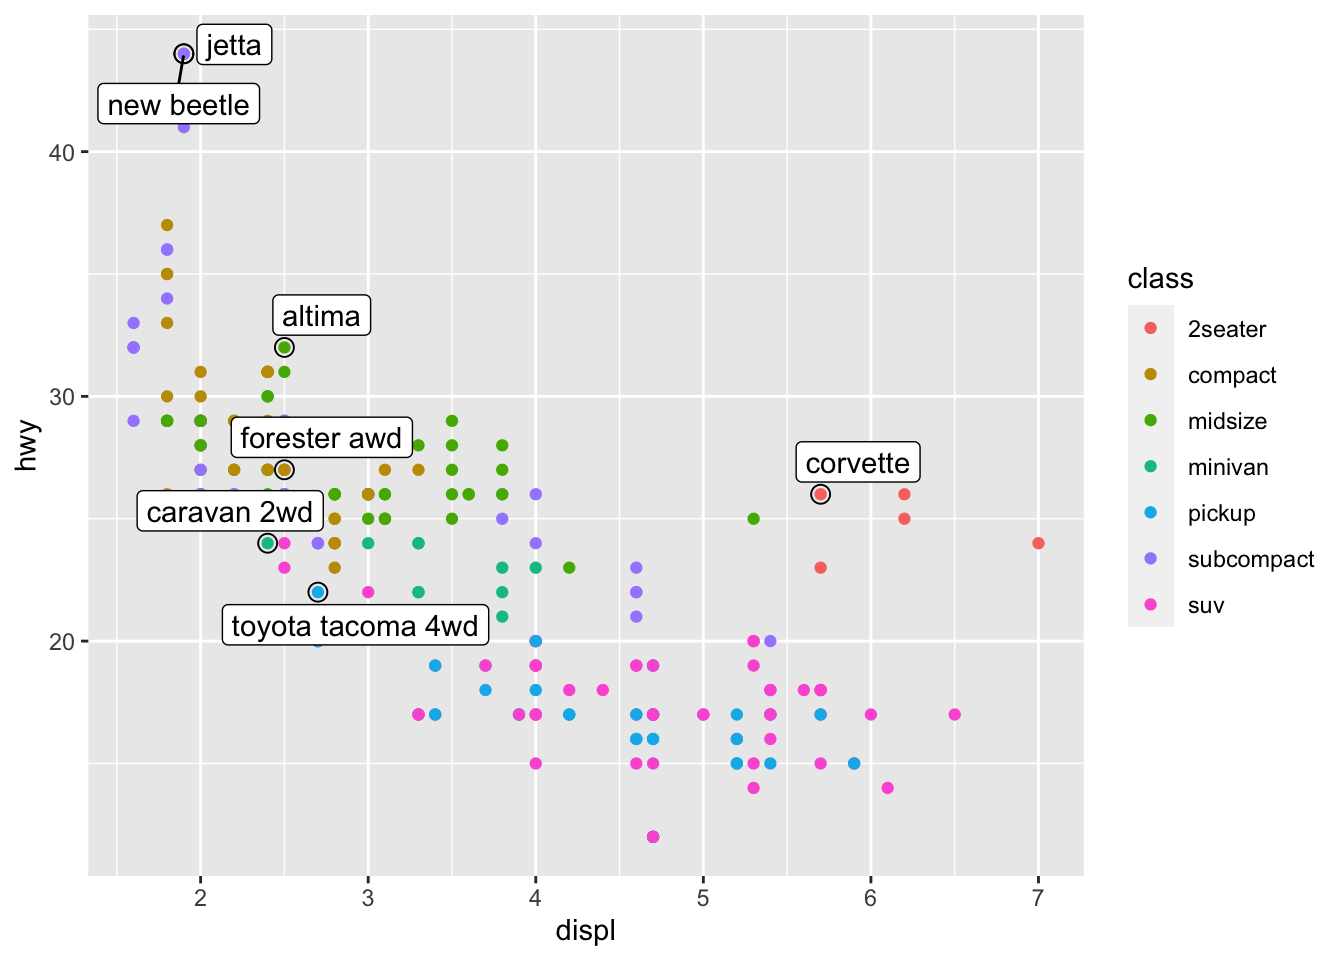 jetta
new beetle
altima
forester awd
caravan 2wd
toyota tacoma 4wd
corvette
40
30
20
hwy
2
3
4
5
6
7
displ
class
2seater
compact
midsize
minivan
pickup
subcompact
suv